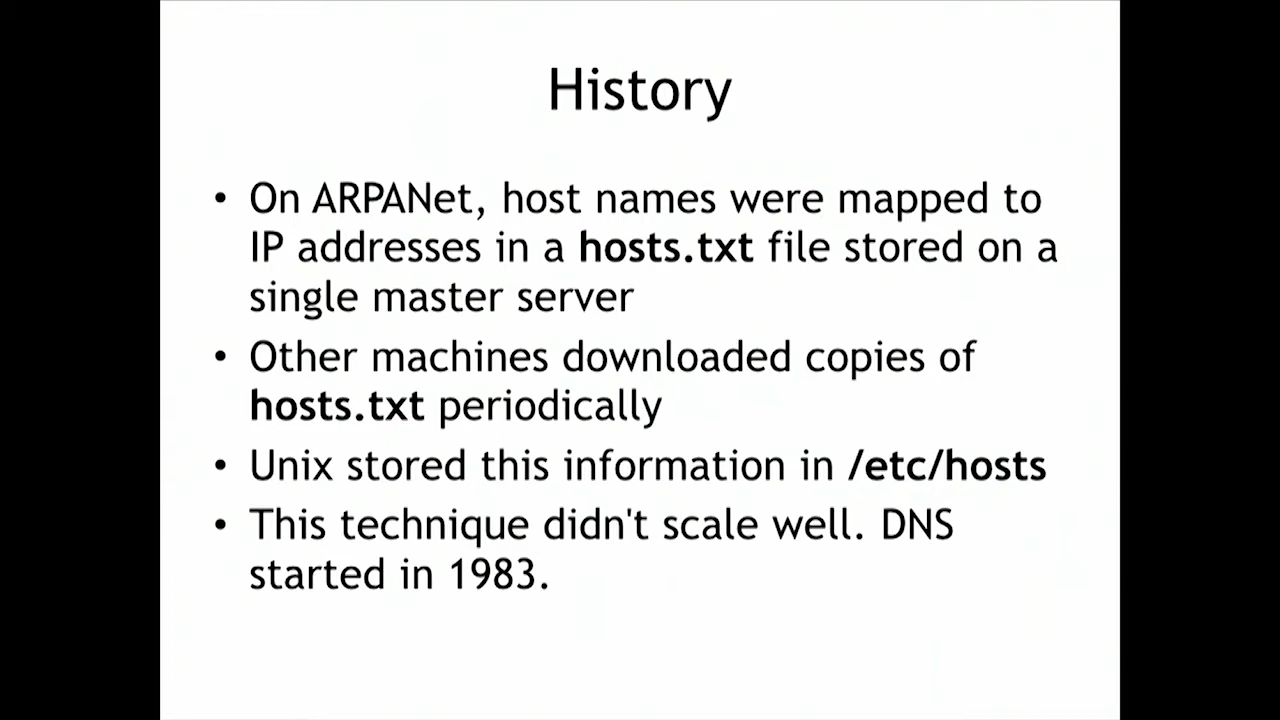 History
• On ARPANet, host names were mapped to
IP addresses in a hosts.txt file stored on a
single master server
• Other machines downloaded copies of
hosts.txt periodically
• Unix stored this information in /etc/hosts
• This technique didn't scale well. DNS
started in 1983.